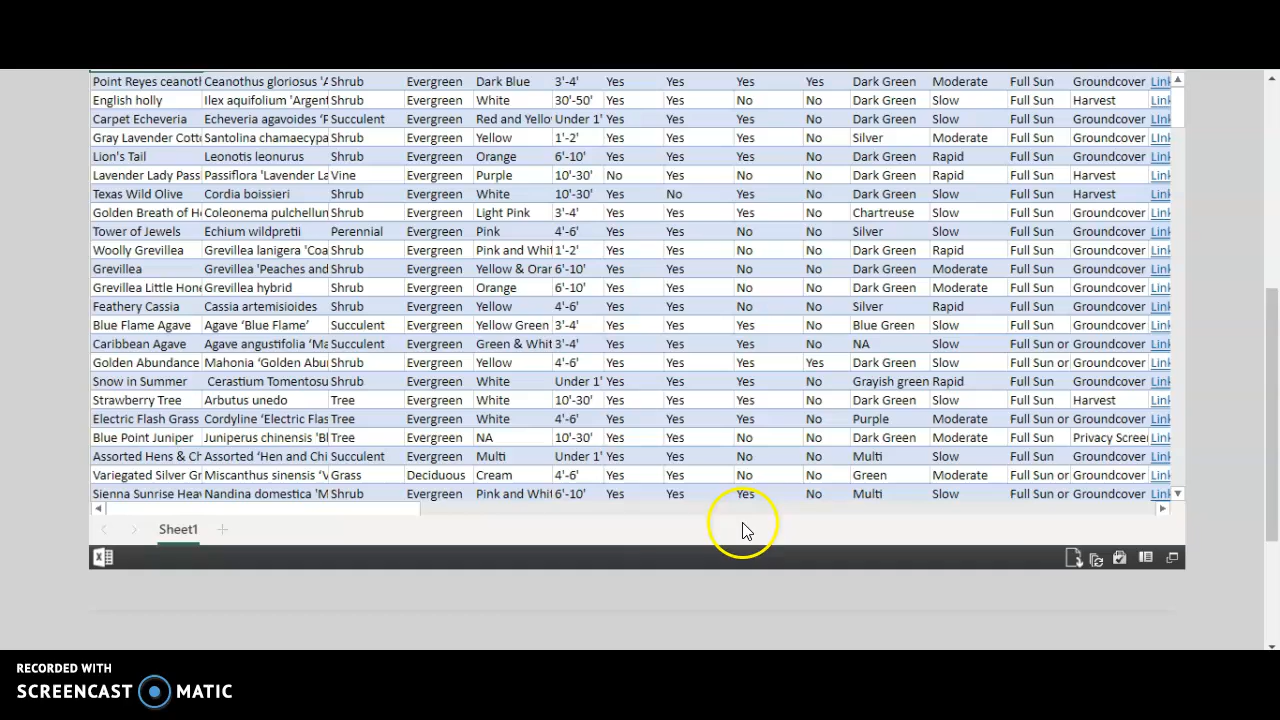 Point Reyes ceanoth Ceanothus gloriosus 'A Shrub Evergreen Dark Blue 3'-4' Yes Yes Yes Yes Dark Green Moderate Full Sun Groundcover Link
English holly Ilex aquifolium 'Argen Shrub Evergreen White 30'-50' Yes Yes No No Dark Green Slow Full Sun Harvest Link
Carpet Echeveria Echeveria agavoides 'F Succulent Evergreen Red and Yello Under 1' Yes Yes Yes No Dark Green Slow Full Sun Groundcover Link
Gray Lavender Cotto Santolina chamaecypa Shrub Evergreen Yellow 1'-2' Yes Yes Yes No Silver Moderate Full Sun Groundcover Link
Lion's Tail Leonotis leonurus Shrub Evergreen Orange 6'-10' Yes Yes Yes No Dark Green Rapid Full Sun Groundcover Link
Lavender Lady Pass Passiflora 'Lavender La Vine Evergreen Purple 10'-30' No Yes Yes No Dark Green Rapid Full Sun Harvest Link
Texas Wild Olive Cordia boissieri Shrub Evergreen White 10'-30' Yes No Yes No Dark Green Slow Full Sun Harvest Link
Golden Breath of He Coleonema pulchellun Shrub Evergreen Light Pink 3'-4' Yes Yes Yes No Chartreuse Slow Full Sun Groundcover Link
Tower of Jewels Echium wildpretii Perennial Evergreen Pink 4'-6' Yes Yes Yes No Silver Slow Full Sun Groundcover Link
Woolly Grevillea Grevillea lanigera 'Coa Shrub Evergreen Pink and Whit 1'-2' Yes Yes No No Dark Green Rapid Full Sun Groundcover Link
Grevillea Grevillea 'Peaches and Shrub Evergreen Yellow & Oran 6'-10' Yes Yes No No Dark Green Moderate Full Sun Groundcover Link
Grevillea Little Hone Grevillea hybrid Shrub Evergreen Orange 6'-10' Yes Yes No No Dark Green Moderate Full Sun Groundcover Link
Feathery Cassia Cassia artemisioides Shrub Evergreen Yellow 4'-6' Yes Yes No No Silver Rapid Full Sun Groundcover Link
Blue Flame Agave Agave ‘Blue Flame’ Succulent Evergreen Yellow Green 3'-4' Yes Yes Yes No Blue Green Slow Full Sun Groundcover Link
Caribbean Agave Agave angustifolia ‘Ma Succulent Evergreen Green & Whit 3'-4' Yes Yes Yes No NA Slow Full Sun or Groundcover Link
Golden Abundance Mahonia ‘Golden Abu Shrub Evergreen Yellow 4'-6' Yes Yes Yes Yes Dark Green Slow Full Sun or Groundcover Link
Snow in Summer Cerastium Tomentosu Shrub Evergreen White Under 1' Yes Yes Yes No Grayish green Rapid Full Sun Groundcover Link
Strawberry Tree Arbutus unedo Tree Evergreen White 10'-30' Yes Yes Yes No Dark Green Slow Full Sun Harvest Link
Electric Flash Grass Cordyline ‘Electric Flas Tree Evergreen White 4'-6' Yes Yes Yes No Purple Moderate Full Sun or Groundcover Link
Blue Point Juniper Juniperus chinensis 'Bl Tree Evergreen NA 10'-30' Yes Yes No No Dark Green Moderate Full Sun Privacy Screen Link
Assorted Hens & Ch Assorted ‘Hen and Chi Succulent Evergreen Multi Under 1' Yes Yes No No Multi Slow Full Sun or Groundcover Link
Variegated Silver Gr Miscanthus sinensis 'V Grass Deciduous Cream 4'-6' Yes No No No Green Moderate Full Sun or Groundcover Link
Sienna Sunrise Heav Nandina domestica 'M Shrub Evergreen Pink and Whit 6'-10' Yes Yes Yes No Multi Slow Full Sun or Groundcover Link
Sheet1
RECORDED WITH
SCREENCAST MATIC